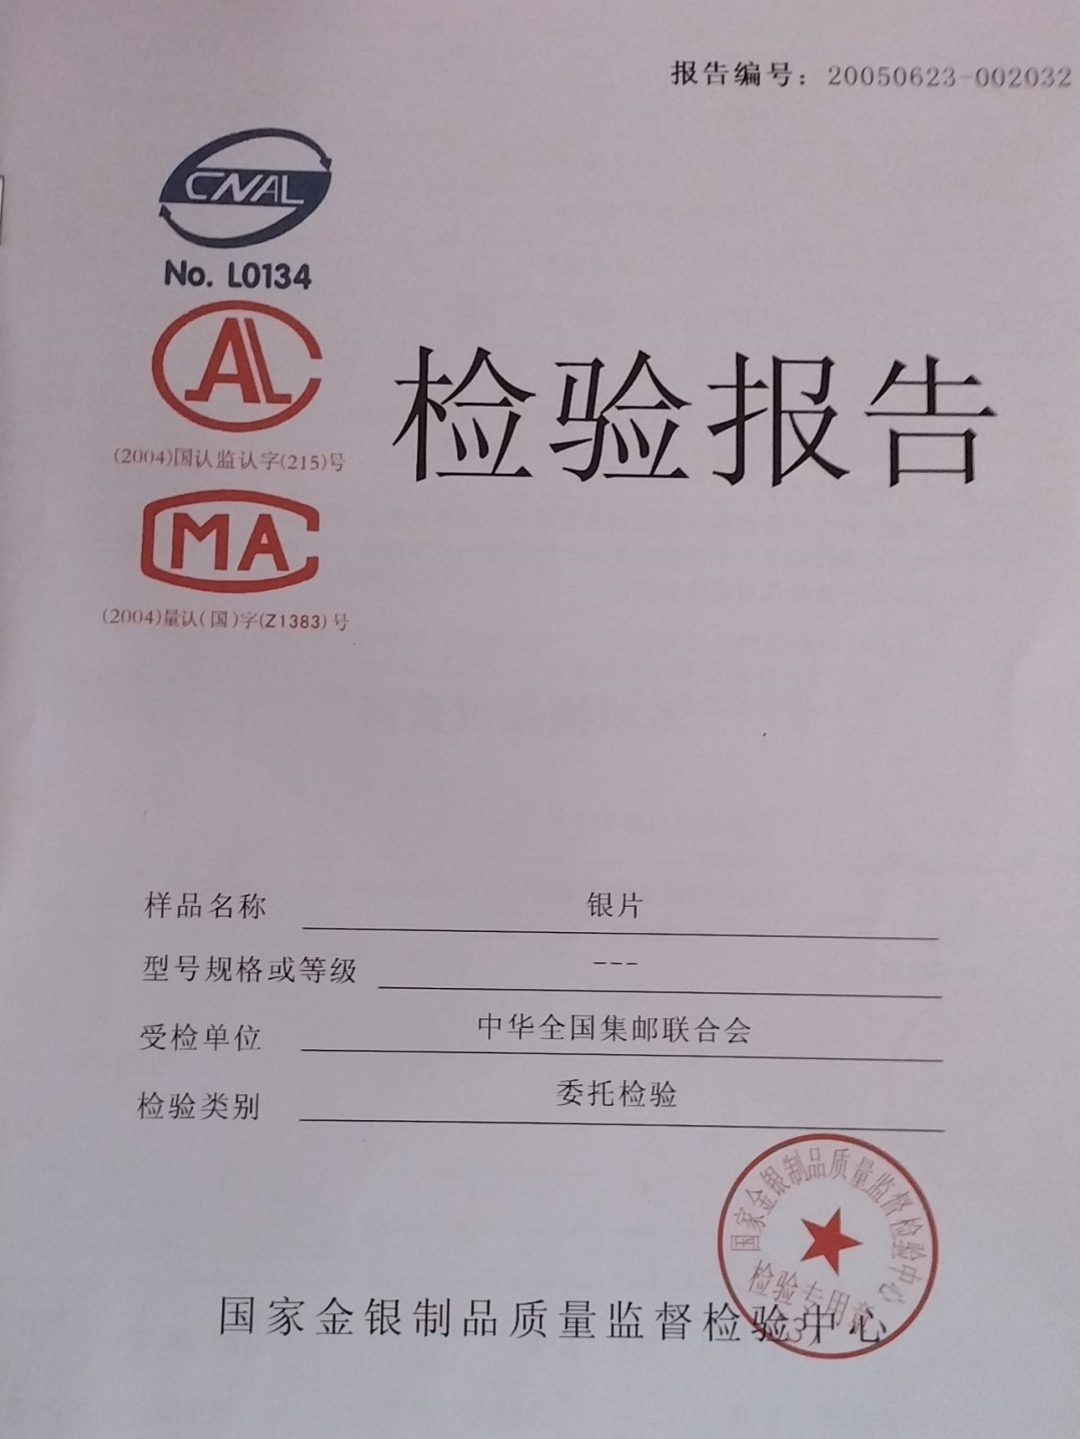 报告编号：20050623-002032
CNAL
No. L0134
AL
(2004)国认监认字(215)号
检验报告
MA
(2004)量认(国)字(Z1383)号
样品名称 银片
型号规格或等级 ---
受检单位 中华全国集邮联合会
检验类别 委托检验
国家金银制品质量监督检验中心
检验专用章
(3)
国家金银制品质量监督检验中心